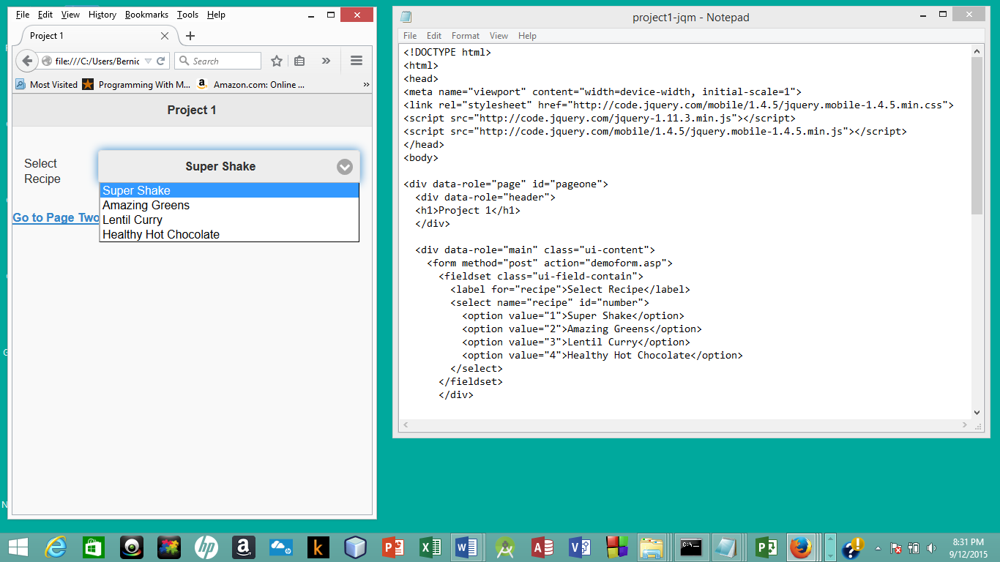 File Edit View History Bookmarks Tools Help
Project 1
file:///C:/Users/Bernic
Search
Most Visited Programming With M... Amazon.com: Online ...
Project 1
Select
Recipe
Super Shake
Super Shake
Amazing Greens
Lentil Curry
Healthy Hot Chocolate
Go to Page Two
project1-jqm - Notepad
File Edit Format View Help
<!DOCTYPE html>
<html>
<head>
<meta name="viewport" content="width=device-width, initial-scale=1">
<link rel="stylesheet" href="http://code.jquery.com/mobile/1.4.5/jquery.mobile-1.4.5.min.css">
<script src="http://code.jquery.com/jquery-1.11.3.min.js"></script>
<script src="http://code.jquery.com/mobile/1.4.5/jquery.mobile-1.4.5.min.js"></script>
</head>
<body>
<div data-role="page" id="pageone">
<div data-role="header">
<h1>Project 1</h1>
</div>
<div data-role="main" class="ui-content">
<form method="post" action="demoform.asp">
<fieldset class="ui-field-contain">
<label for="recipe">Select Recipe</label>
<select name="recipe" id="number">
<option value="1">Super Shake</option>
<option value="2">Amazing Greens</option>
<option value="3">Lentil Curry</option>
<option value="4">Healthy Hot Chocolate</option>
</select>
</fieldset>
</div>
8:31 PM
9/12/2015